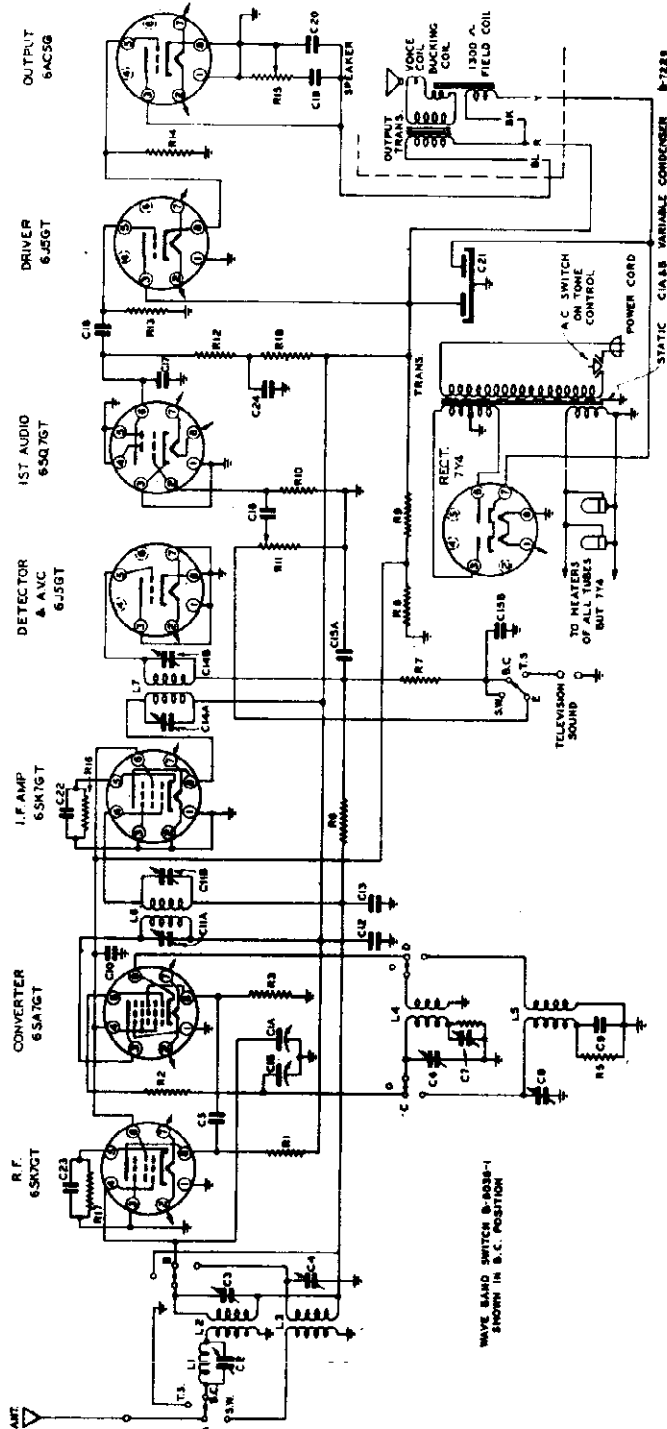 OUTPUT
6AC5G
DRIVER
6J5GT
1ST AUDIO
6SQ7GT
DETECTOR
& AVC
6J5GT
I.F. AMP
6SK7GT
CONVERTER
6SA7GT
R.F.
6SK7GT
ANT.
C23
R17
C22
R16
C10
L6
C11A
C11B
L7
C14A
C14B
C17
R13
R14
R15
C20
C19
SPEAKER
R12
R18
C24
C16
R10
R11
C15A
R9
R8
R7
R6
C13
C12
R3
R2
C5
R1
C1A
T.S.
B.C.
S.W.
L1
L2
C3
C4
L4
C6
C7
L5
C8
R5
C9
D
C
B
WAVE BAND SWITCH B-8038-1
SHOWN IN B.C. POSITION
C15B
S.W.
B.C.
T.S.
E
TELEVISION
SOUND
TO HEATERS
OF ALL TUBES
BUT 7Y4
RECT.
7Y4
TRANS.
C21
A.C. SWITCH
ON TONE
CONTROL
POWER CORD
STATIC
C1A&B VARIABLE CONDENSER
OUTPUT
TRANS.
VOICE
COIL
BUCKING
COIL
1300 Ω
FIELD COIL
BL
R
BK
Y